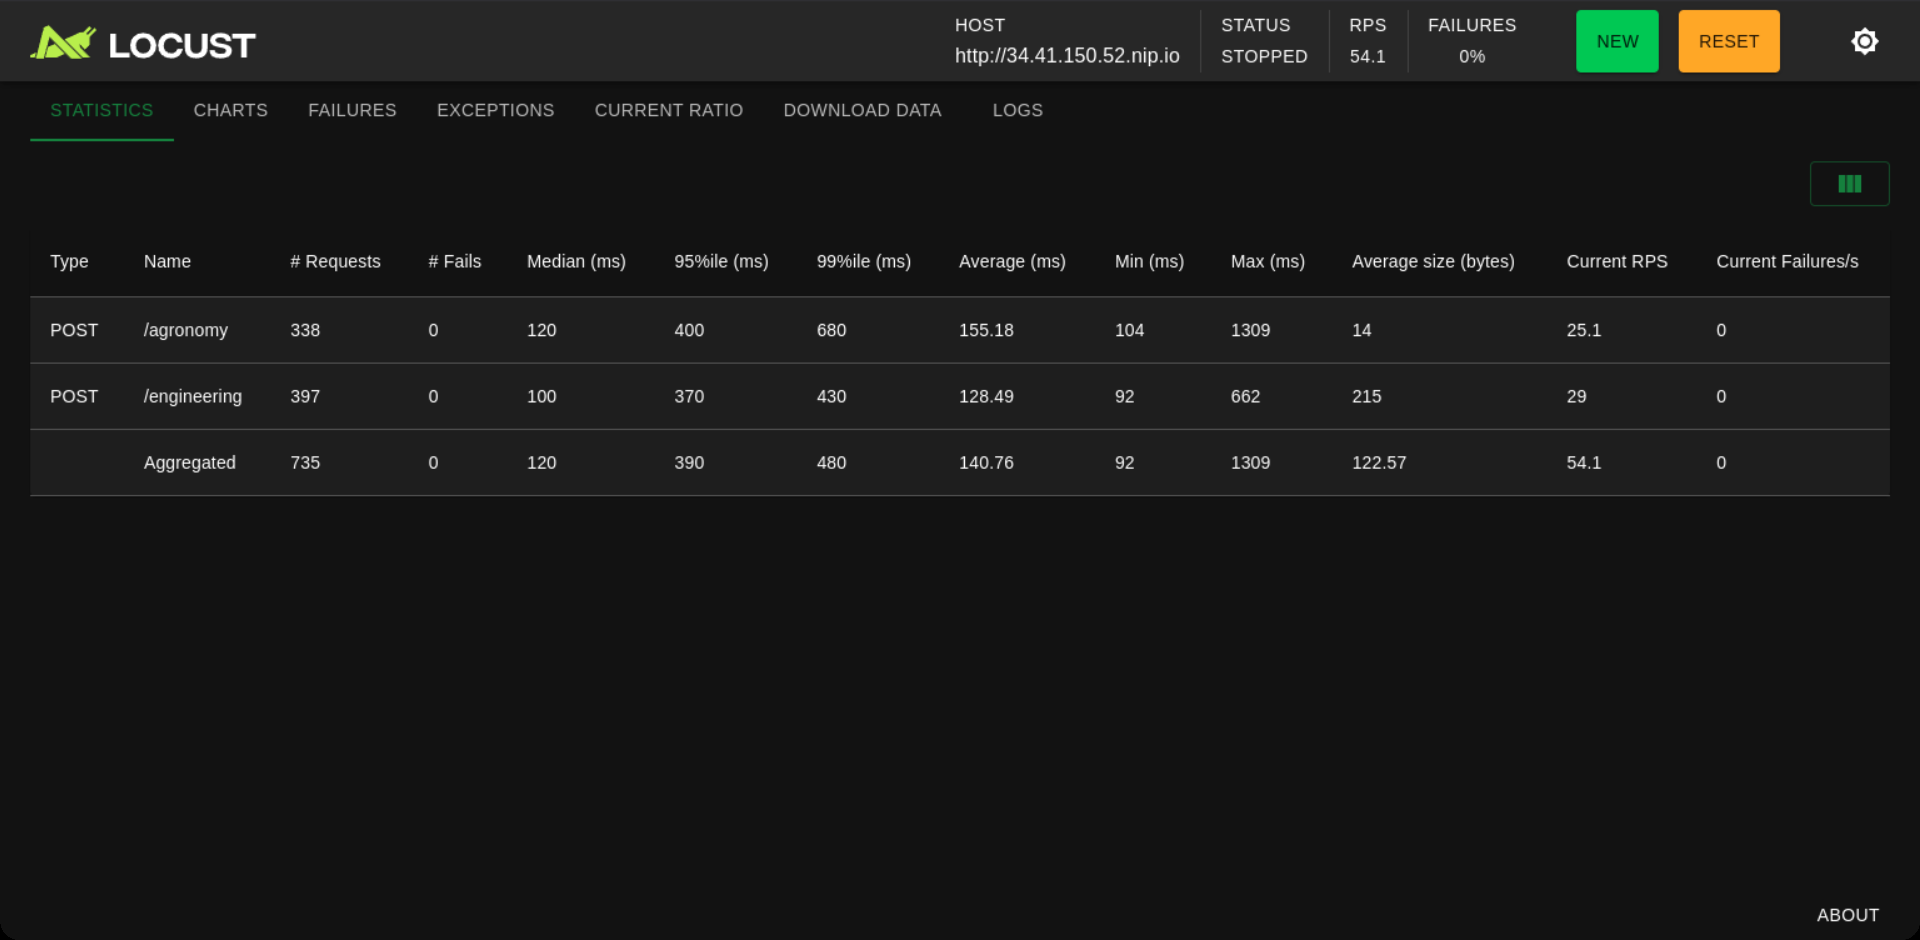 LOCUST
HOST
http://34.41.150.52.nip.io
STATUS
STOPPED
RPS
54.1
FAILURES
0%
NEW
RESET
STATISTICS CHARTS FAILURES EXCEPTIONS CURRENT RATIO DOWNLOAD DATA LOGS
Type Name # Requests # Fails Median (ms) 95%ile (ms) 99%ile (ms) Average (ms) Min (ms) Max (ms) Average size (bytes) Current RPS Current Failures/s
POST /agronomy 338 0 120 400 680 155.18 104 1309 14 25.1 0
POST /engineering 397 0 100 370 430 128.49 92 662 215 29 0
Aggregated 735 0 120 390 480 140.76 92 1309 122.57 54.1 0
ABOUT